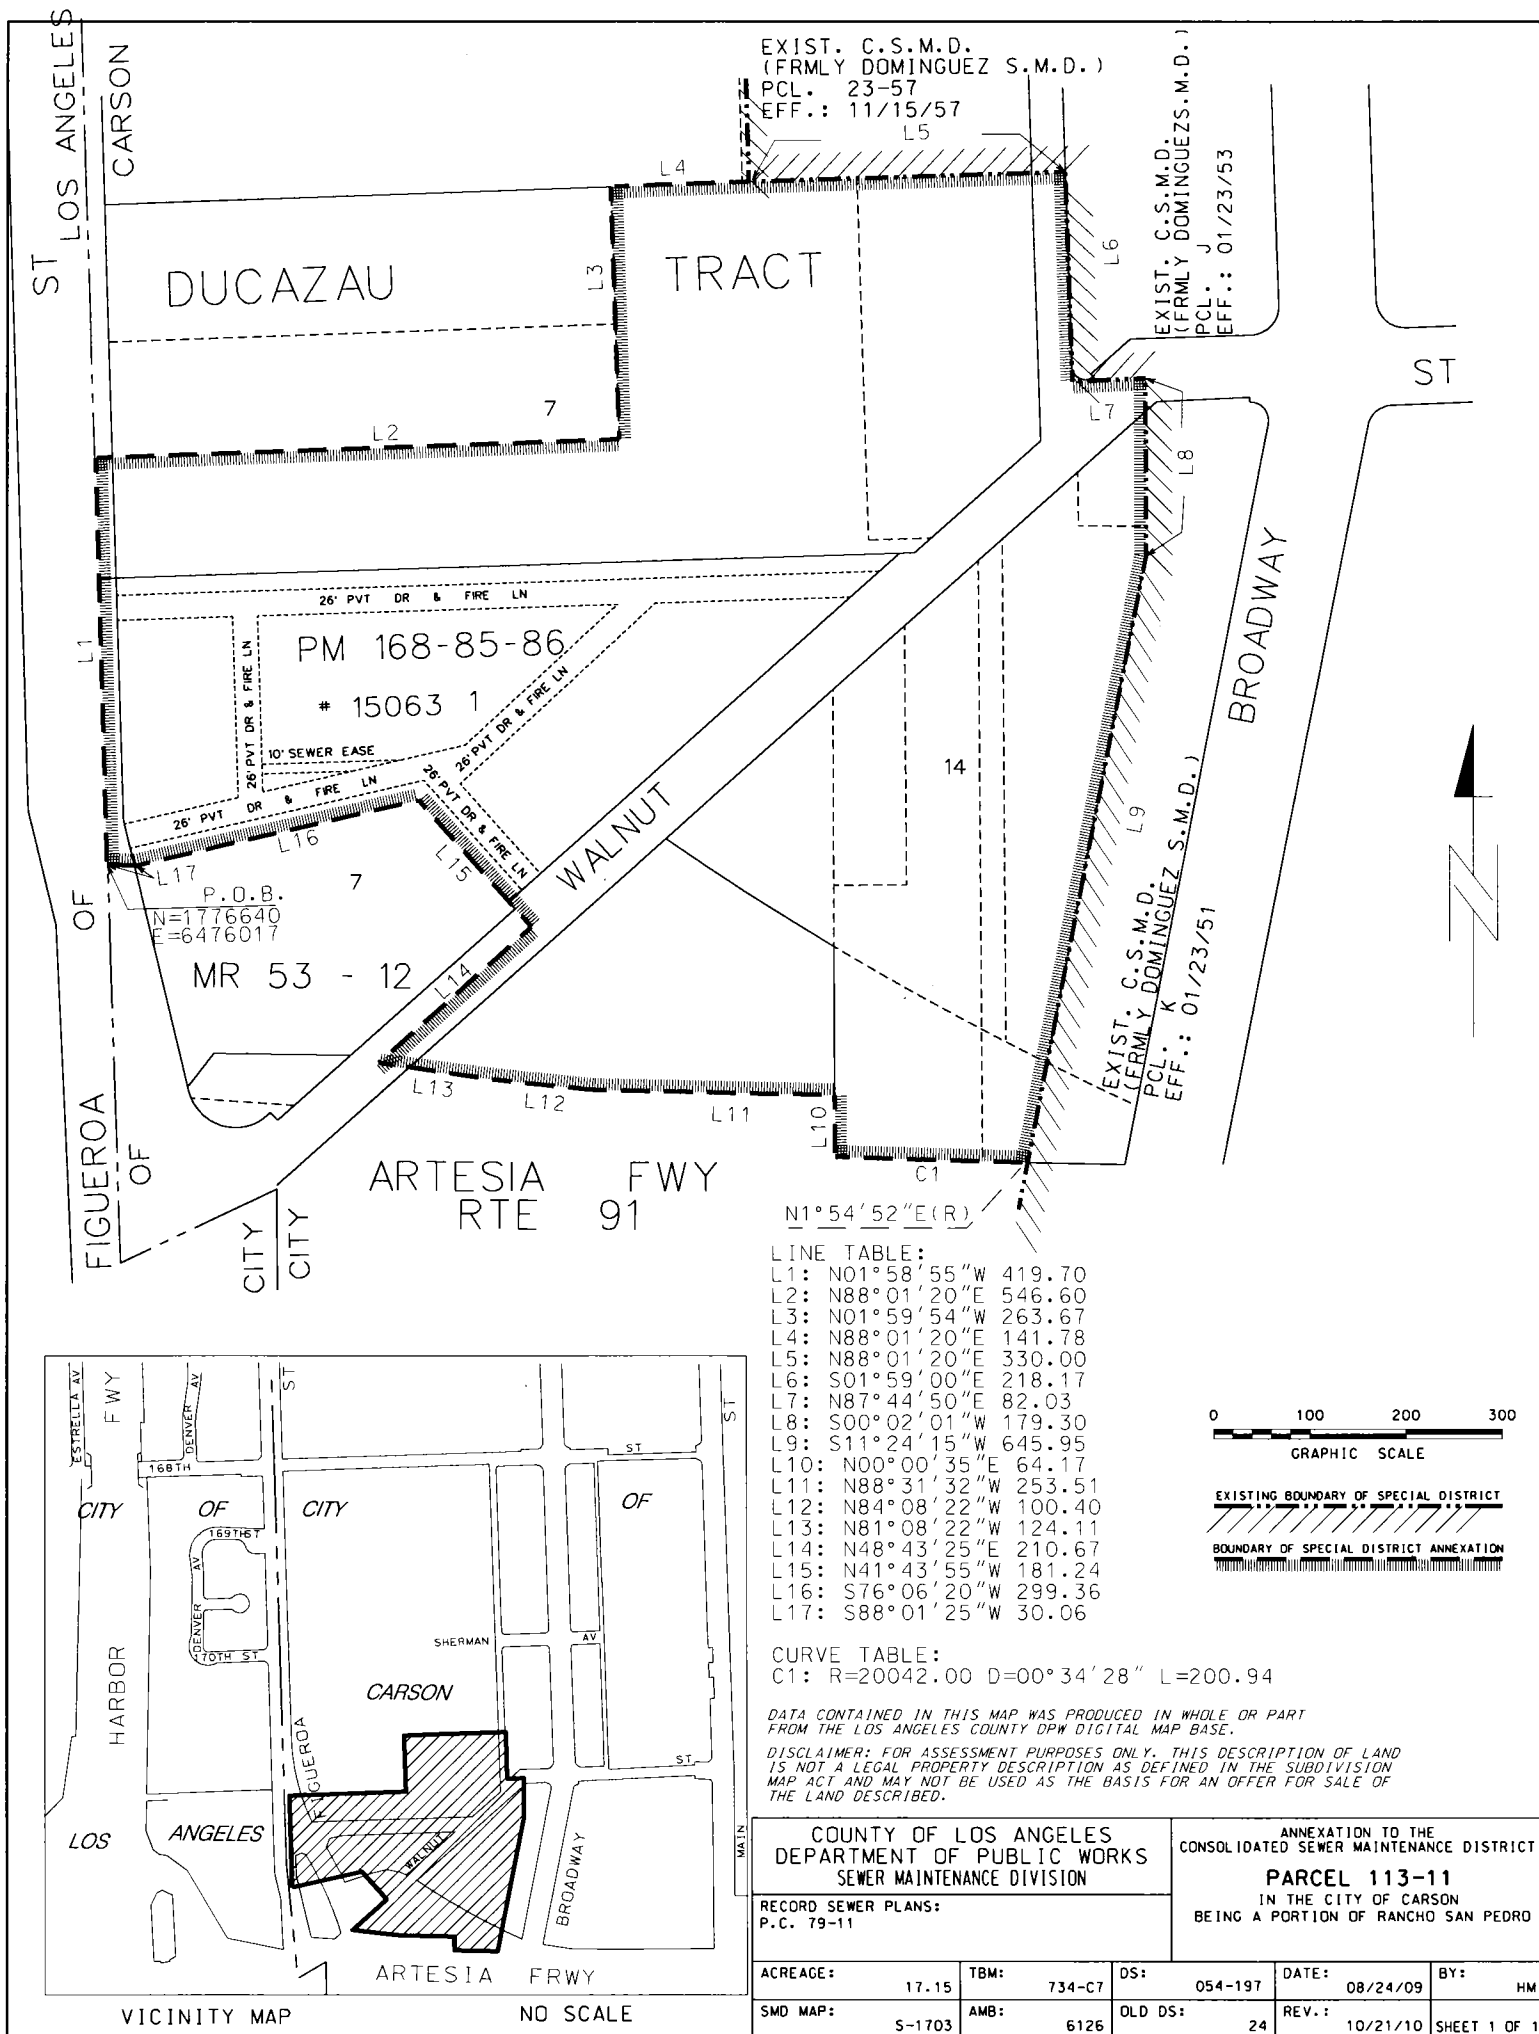 EXIST. C.S.M.D.
(FRMLY DOMINGUEZ S.M.D.)
PCL. 23-57
EFF.: 11/15/57
ST
LOS ANGELES
CARSON
L4
L5
L6
EXIST. C.S.M.D.
(FRMLY DOMINGUEZS.M.D.)
PCL. J
EFF.: 01/23/53
DUCAZAU
TRACT
L3
7
L2
L7
ST
L8
BROADWAY
L1
26' PVT DR & FIRE LN
PM 168-85-86
# 15063 1
26' PVT DR & FIRE LN
10' SEWER EASE
26' PVT DR & FIRE LN
26' PVT DR & FIRE LN
26' PVT DR & FIRE LN
L16
L15
L17
7
P.O.B.
N=1776640
E=6476017
MR 53 - 12
WALNUT
14
L9
EXIST. C.S.M.D.
(FRMLY DOMINGUEZ S.M.D.)
PCL. K
EFF.: 01/23/51
L14
L13
L12
L11
L10
C1
FIGUEROA
OF
OF
CITY
CITY
ARTESIA FWY
RTE 91
N1°54'52"E(R)
LINE TABLE:
L1: N01°58'55"W 419.70
L2: N88°01'20"E 546.60
L3: N01°59'54"W 263.67
L4: N88°01'20"E 141.78
L5: N88°01'20"E 330.00
L6: S01°59'00"E 218.17
L7: N87°44'50"E 82.03
L8: S00°02'01"W 179.30
L9: S11°24'15"W 645.95
L10: N00°00'35"E 64.17
L11: N88°31'32"W 253.51
L12: N84°08'22"W 100.40
L13: N81°08'22"W 124.11
L14: N48°43'25"E 210.67
L15: N41°43'55"W 181.24
L16: S76°06'20"W 299.36
L17: S88°01'25"W 30.06
CURVE TABLE:
C1: R=20042.00 D=00°34'28" L=200.94
N
0 100 200 300
GRAPHIC SCALE
EXISTING BOUNDARY OF SPECIAL DISTRICT
BOUNDARY OF SPECIAL DISTRICT ANNEXATION
DATA CONTAINED IN THIS MAP WAS PRODUCED IN WHOLE OR PART
FROM THE LOS ANGELES COUNTY DPW DIGITAL MAP BASE.
DISCLAIMER: FOR ASSESSMENT PURPOSES ONLY. THIS DESCRIPTION OF LAND
IS NOT A LEGAL PROPERTY DESCRIPTION AS DEFINED IN THE SUBDIVISION
MAP ACT AND MAY NOT BE USED AS THE BASIS FOR AN OFFER FOR SALE OF
THE LAND DESCRIBED.
ESTRELLA AV
FWY
DENVER AV
ST
ST
168TH
ST
CITY OF
CITY OF
169TH ST
DENVER AV
170TH ST
HARBOR
SHERMAN AV
CARSON
FIGUEROA
ST
LOS ANGELES
WALNUT
BROADWAY
MAIN
ARTESIA FRWY
VICINITY MAP
NO SCALE
COUNTY OF LOS ANGELES
DEPARTMENT OF PUBLIC WORKS
SEWER MAINTENANCE DIVISION
RECORD SEWER PLANS:
P.C. 79-11
ANNEXATION TO THE
CONSOLIDATED SEWER MAINTENANCE DISTRICT
PARCEL 113-11
IN THE CITY OF CARSON
BEING A PORTION OF RANCHO SAN PEDRO
ACREAGE: 17.15
TBM: 734-C7
DS: 054-197
DATE: 08/24/09
BY: HM
SMD MAP: S-1703
AMB: 6126
OLD DS: 24
REV.: 10/21/10
SHEET 1 OF 1